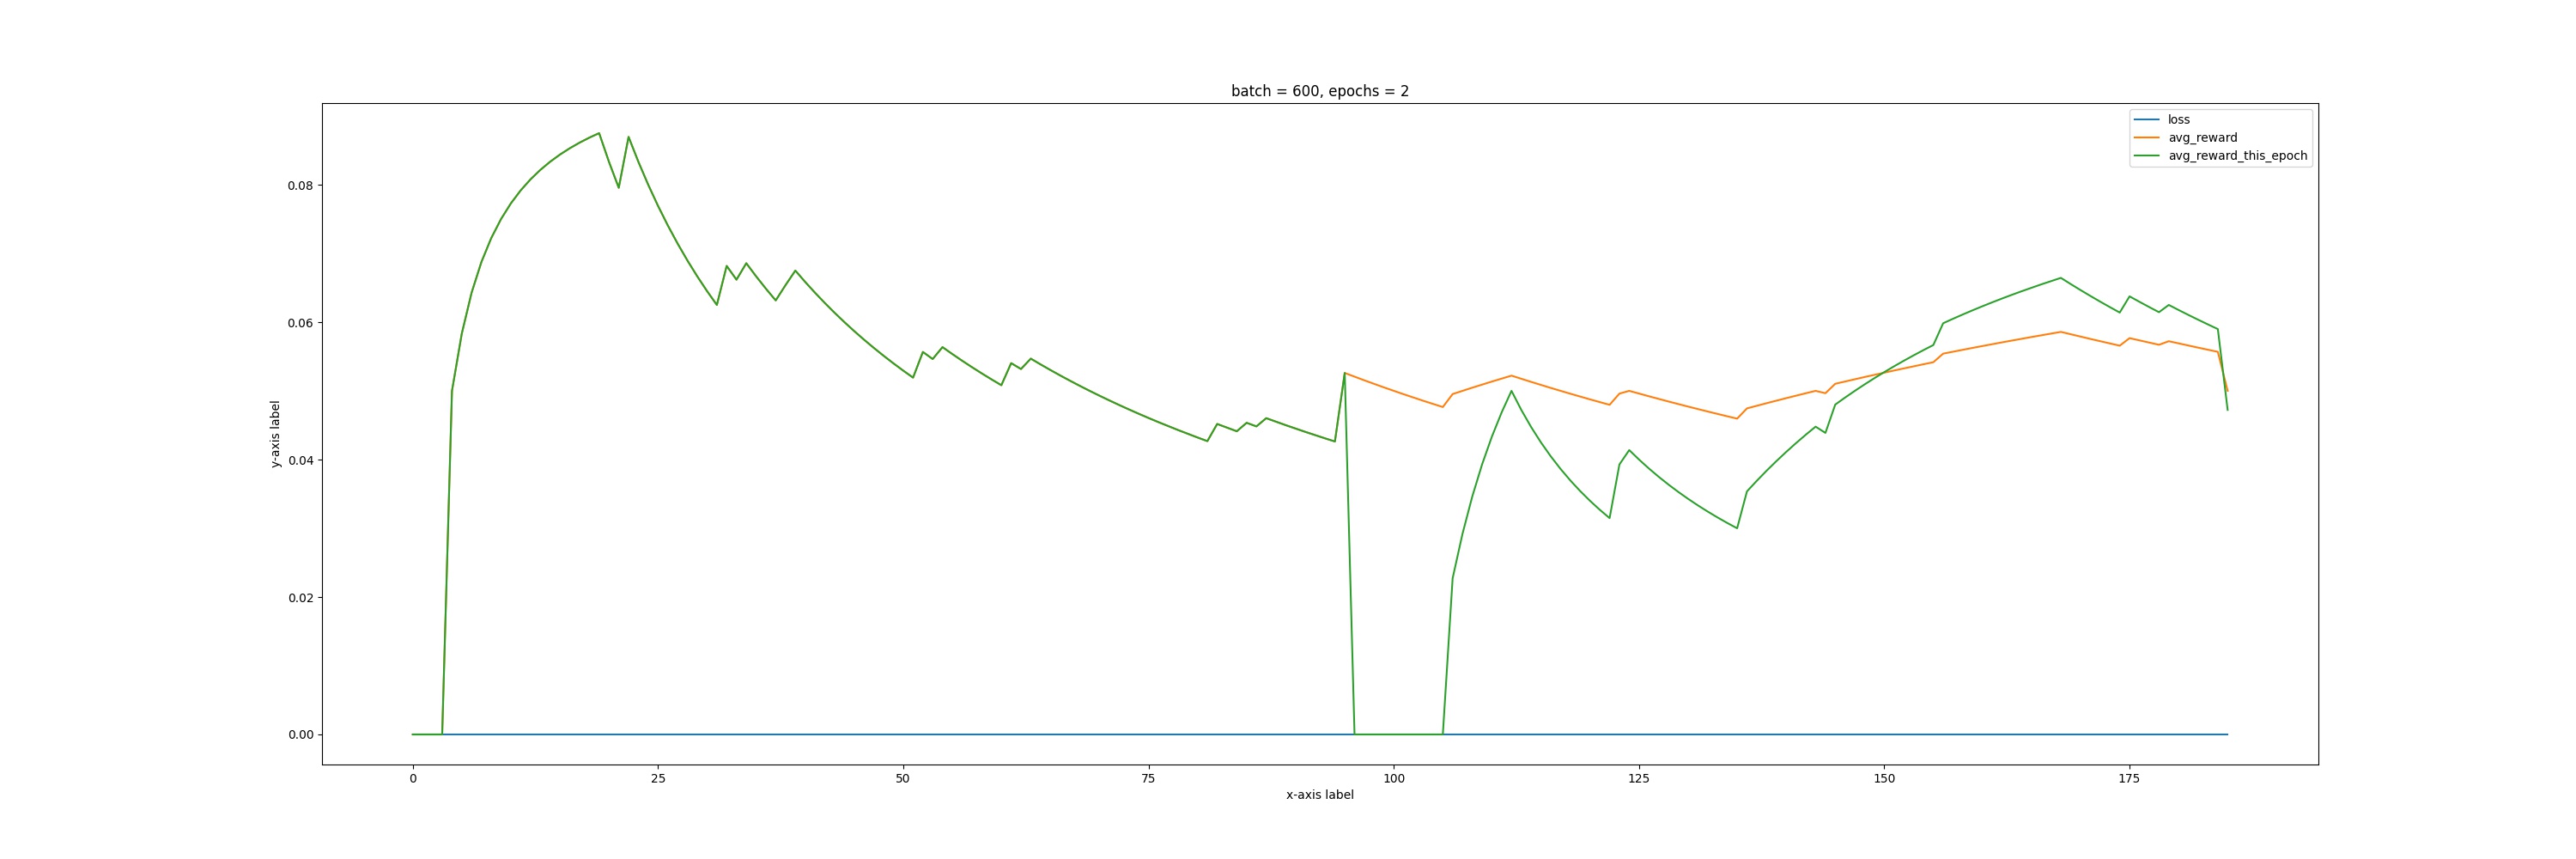 batch = 600, epochs = 2
loss
avg_reward
avg_reward_this_epoch
0.08
0.06
0.04
0.02
0.00
y-axis label
0 25 50 75 100 125 150 175
x-axis label